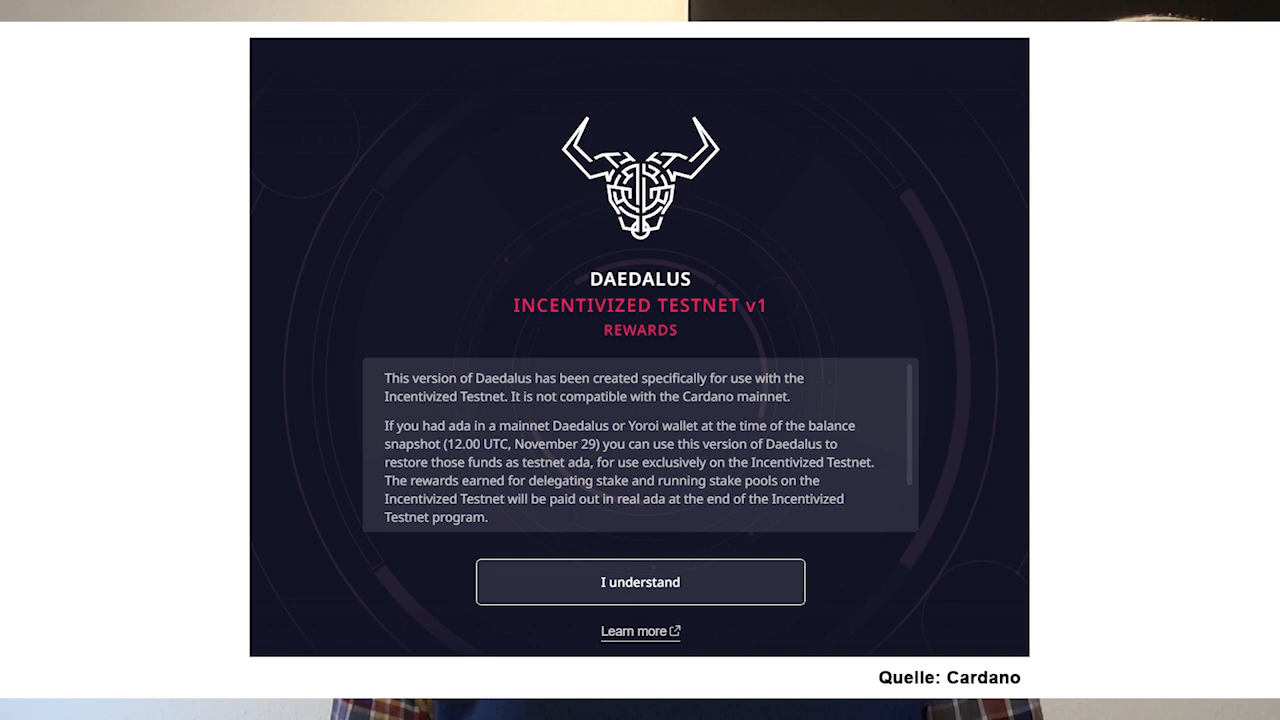 DAEDALUS
INCENTIVIZED TESTNET v1
REWARDS
This version of Daedalus has been created specifically for use with the
Incentivized Testnet. It is not compatible with the Cardano mainnet.
If you had ada in a mainnet Daedalus or Yoroi wallet at the time of the balance
snapshot (12.00 UTC, November 29) you can use this version of Daedalus to
restore those funds as testnet ada, for use exclusively on the Incentivized Testnet.
The rewards earned for delegating stake and running stake pools on the
Incentivized Testnet will be paid out in real ada at the end of the Incentivized
Testnet program.
I understand
Learn more
Quelle: Cardano